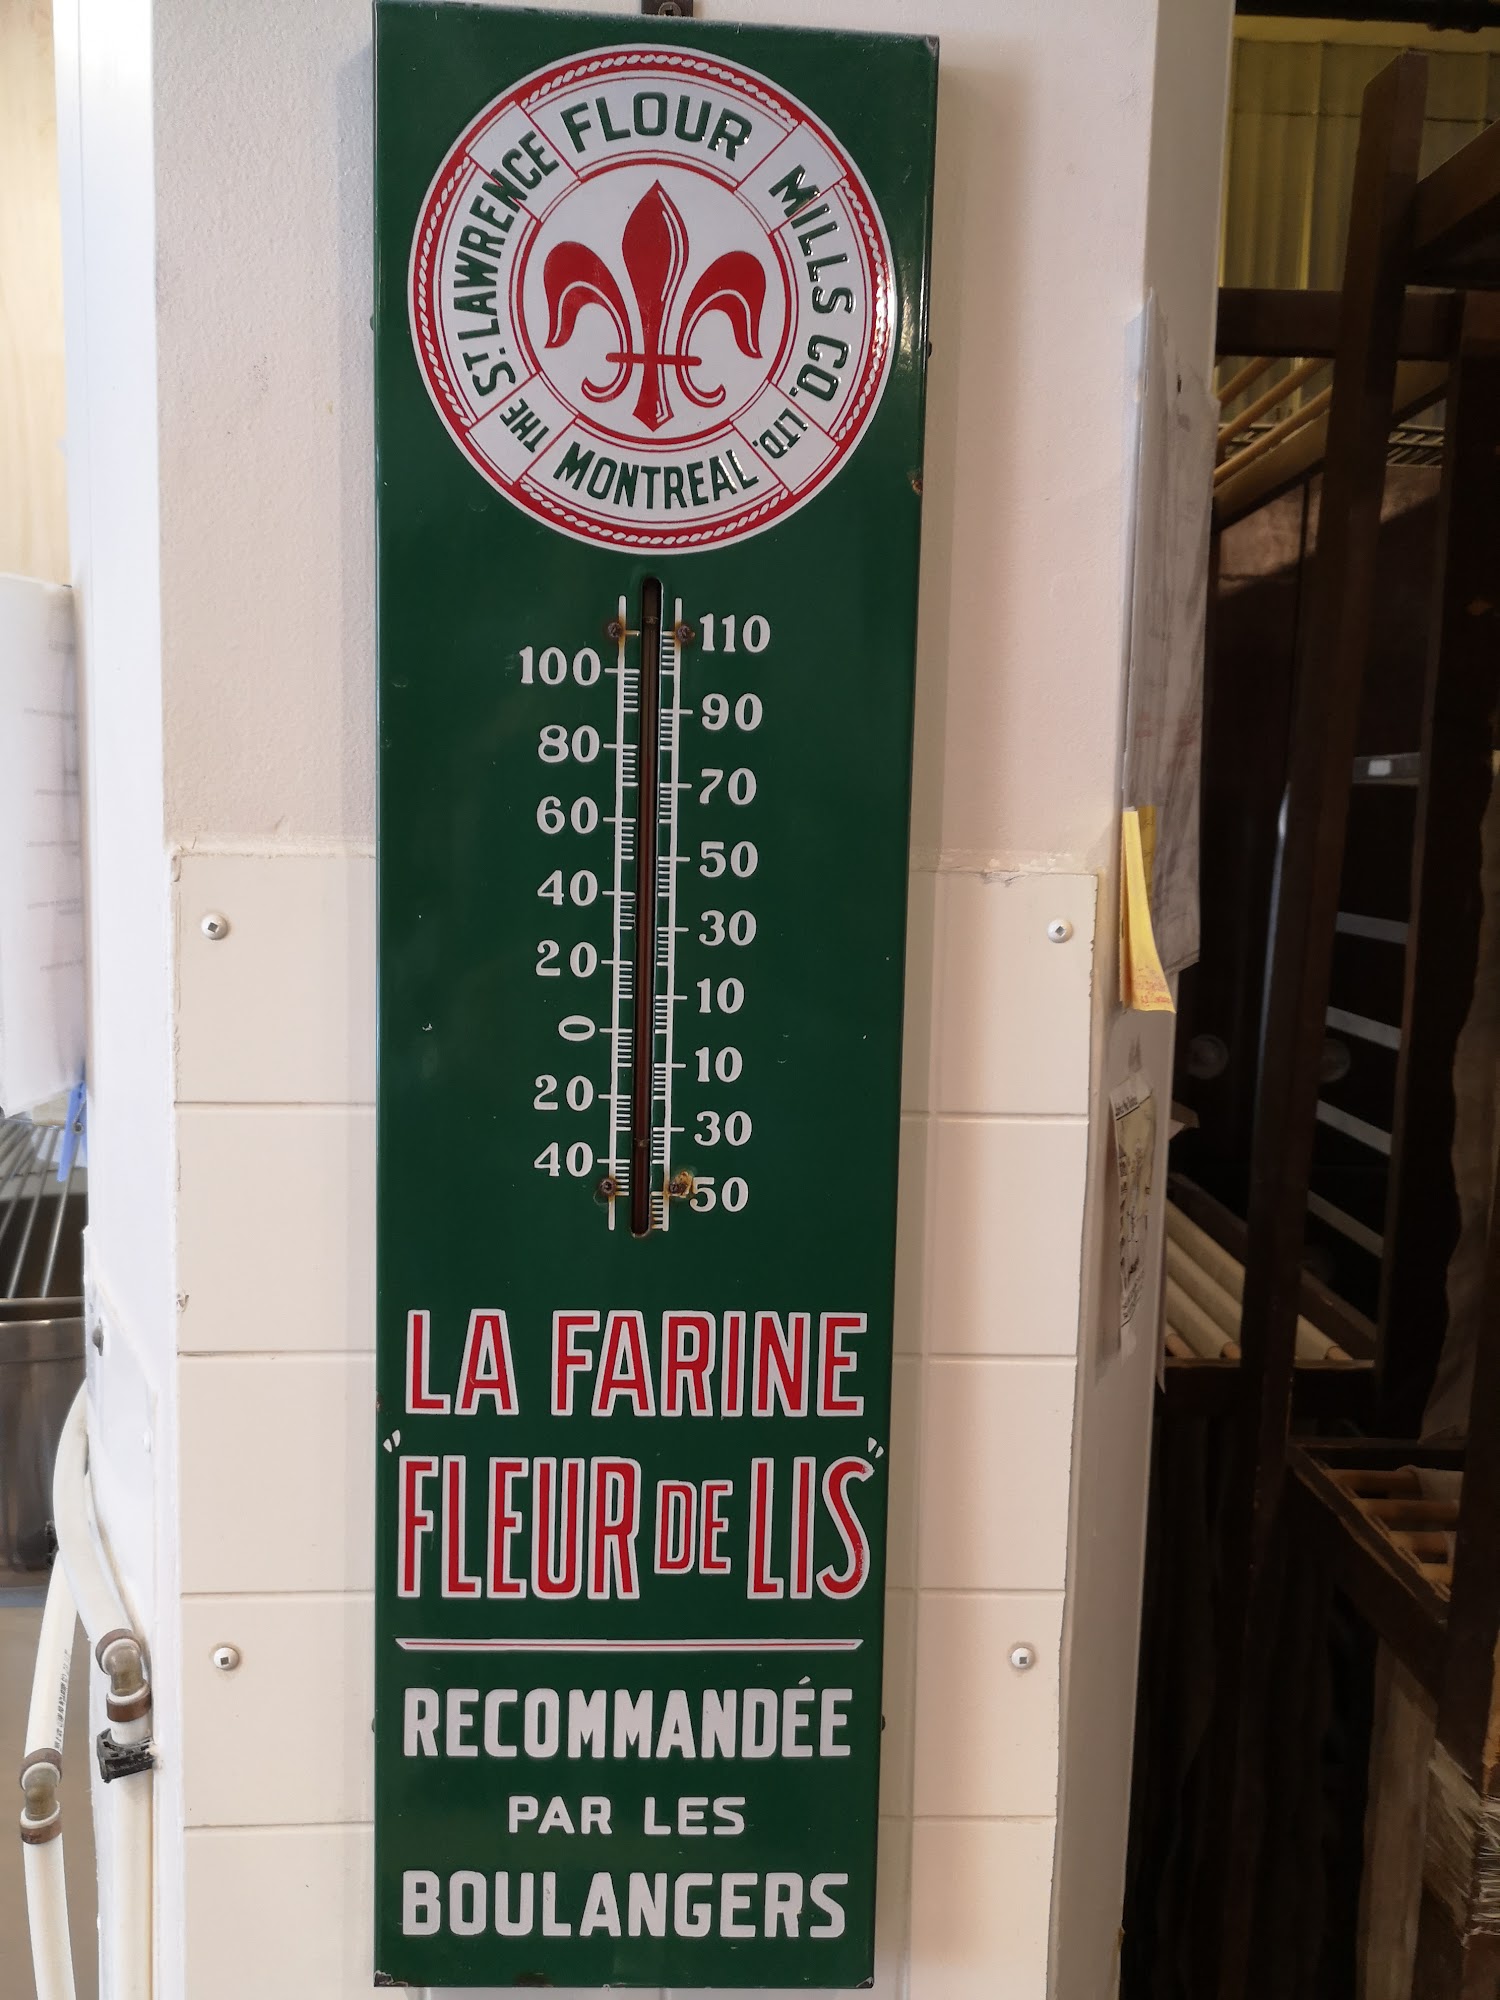 THE ST. LAWRENCE FLOUR MILLS CO. LTD.
MONTREAL
110
100
90
80
70
60
50
40
30
20
10
0
10
20
30
40
50
LA FARINE
"FLEUR DE LIS"
RECOMMANDÉE
PAR LES
BOULANGERS